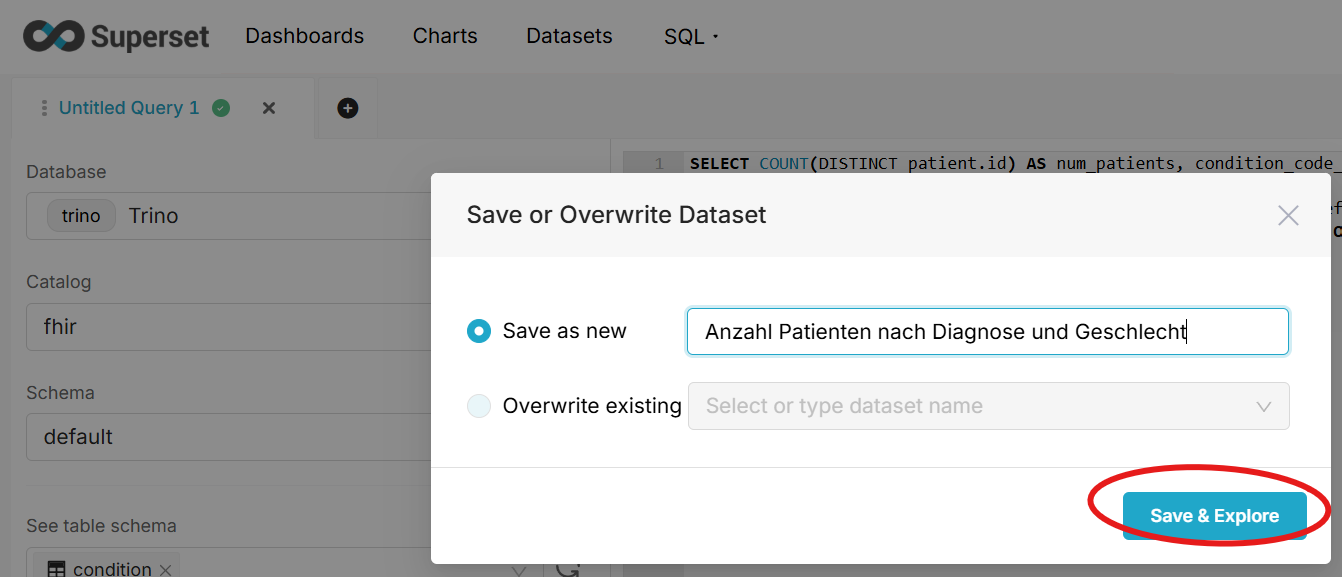 Superset Dashboards Charts Datasets SQL
Untitled Query 1
Database
trino Trino
Catalog
fhir
Schema
default
See table schema
condition
1 SELECT COUNT(DISTINCT patient.id) AS num_patients, condition_code_
Save or Overwrite Dataset
Save as new Anzahl Patienten nach Diagnose und Geschlecht
Overwrite existing Select or type dataset name
Save & Explore